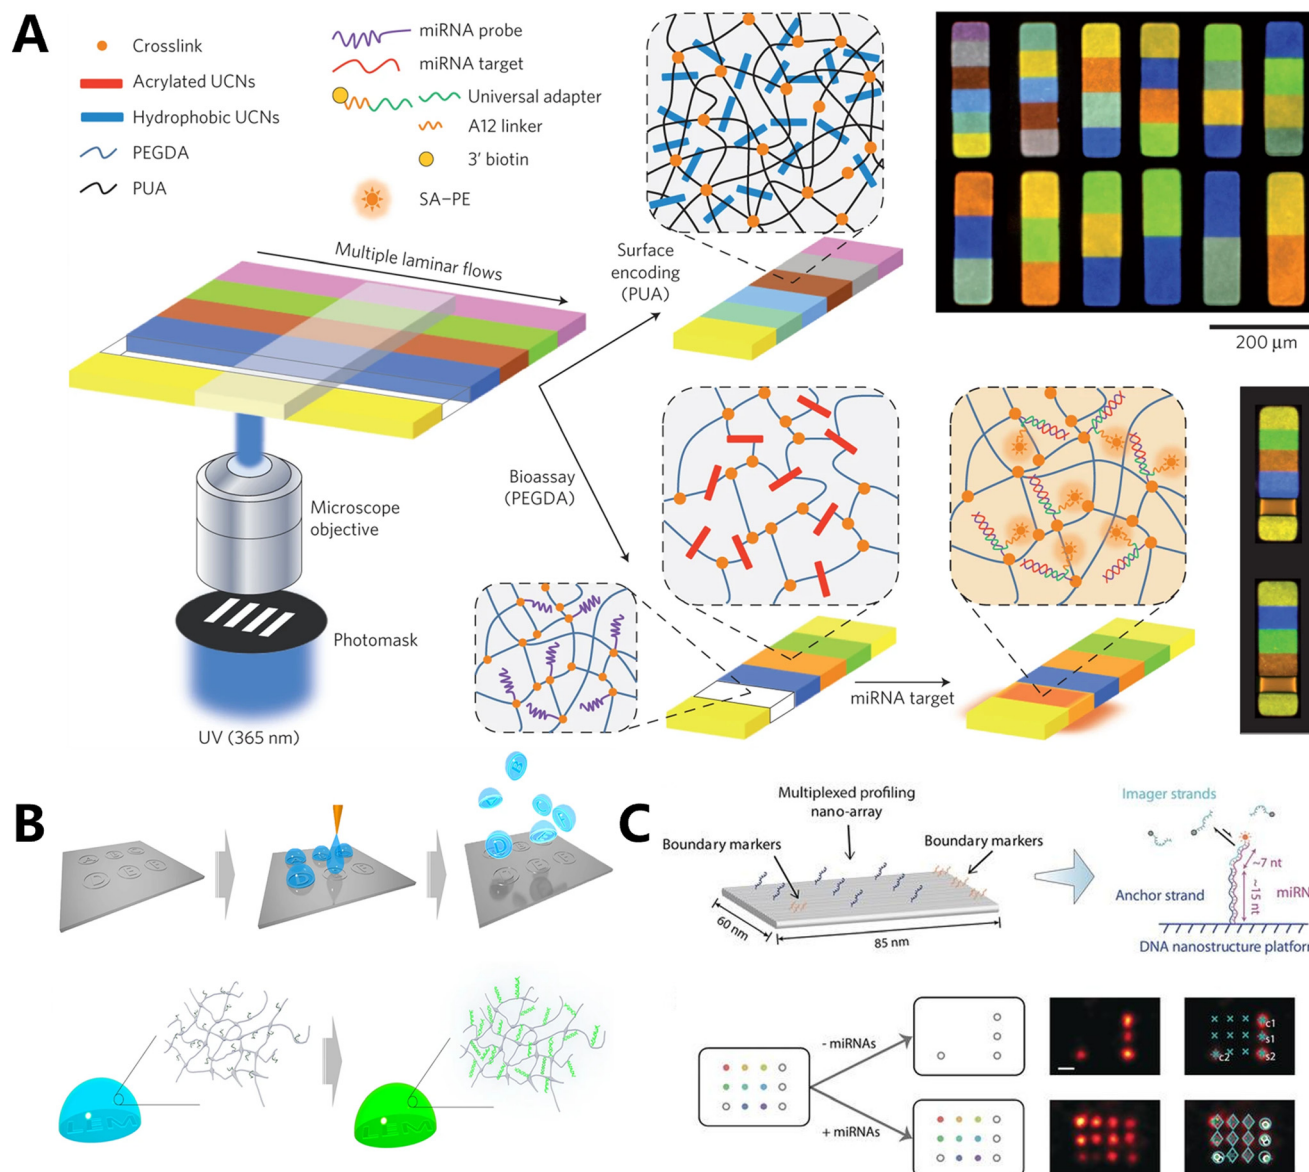 A
Crosslink
Acrylated UCNs
Hydrophobic UCNs
PEGDA
PUA
miRNA probe
miRNA target
Universal adapter
A12 linker
3′ biotin
SA–PE
Multiple laminar flows
Surface
encoding
(PUA)
200 μm
Bioassay
(PEGDA)
Microscope
objective
Photomask
UV (365 nm)
miRNA target
B
D
D
C
Multiplexed profiling
nano-array
Boundary markers
Boundary markers
60 nm
85 nm
Imager strands
~7 nt
~15 nt
Anchor strand
miRN
DNA nanostructure platform
- miRNAs
+ miRNAs
c1
s1
c2
s2